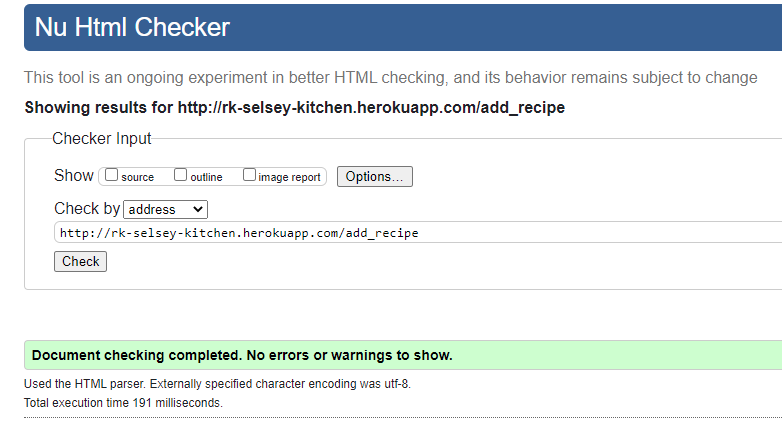 Nu Html Checker
This tool is an ongoing experiment in better HTML checking, and its behavior remains subject to change
Showing results for http://rk-selsey-kitchen.herokuapp.com/add_recipe
Checker Input
Show source outline image report Options...
Check by address
http://rk-selsey-kitchen.herokuapp.com/add_recipe
Check
Document checking completed. No errors or warnings to show.
Used the HTML parser. Externally specified character encoding was utf-8.
Total execution time 191 milliseconds.